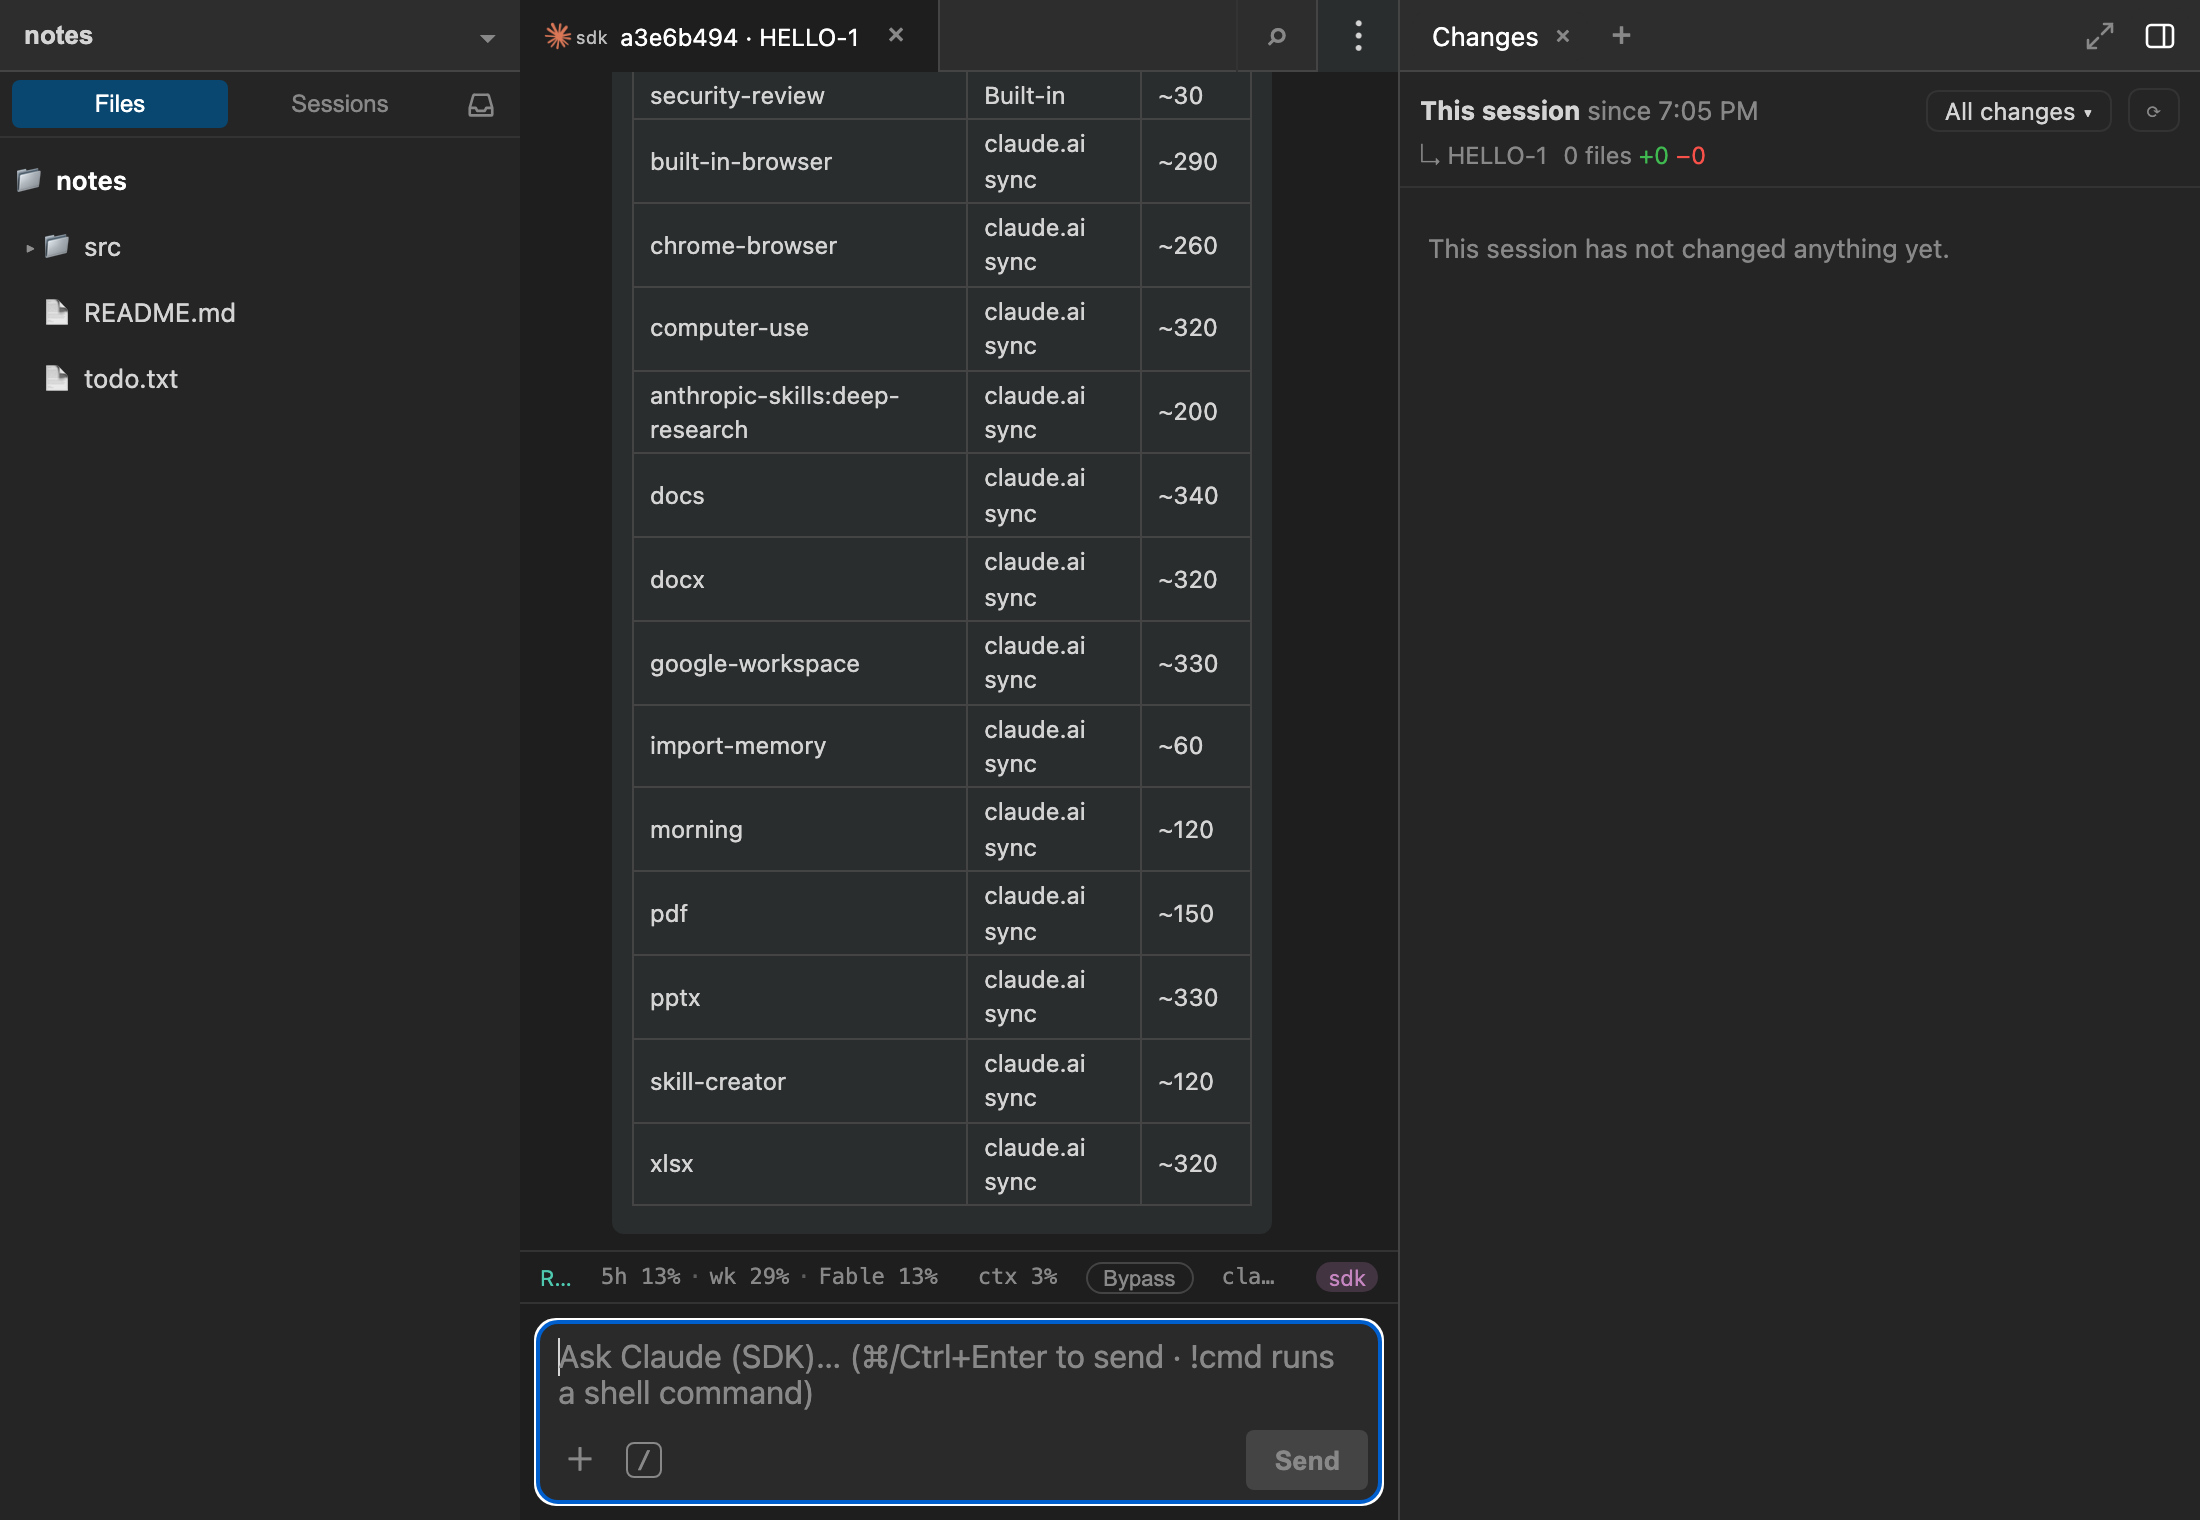 notes
Files
Sessions
notes
src
README.md
todo.txt
sdk a3e6b494 · HELLO-1 ×
security-review Built-in ~30
built-in-browser claude.ai sync ~290
chrome-browser claude.ai sync ~260
computer-use claude.ai sync ~320
anthropic-skills:deep-research claude.ai sync ~200
docs claude.ai sync ~340
docx claude.ai sync ~320
google-workspace claude.ai sync ~330
import-memory claude.ai sync ~60
morning claude.ai sync ~120
pdf claude.ai sync ~150
pptx claude.ai sync ~330
skill-creator claude.ai sync ~120
xlsx claude.ai sync ~320
R... 5h 13% · wk 29% · Fable 13% ctx 3% Bypass cla... sdk
Ask Claude (SDK)... (⌘/Ctrl+Enter to send · !cmd runs
a shell command)
+ / Send
Changes × +
This session since 7:05 PM All changes ▾
HELLO-1 0 files +0 −0
This session has not changed anything yet.